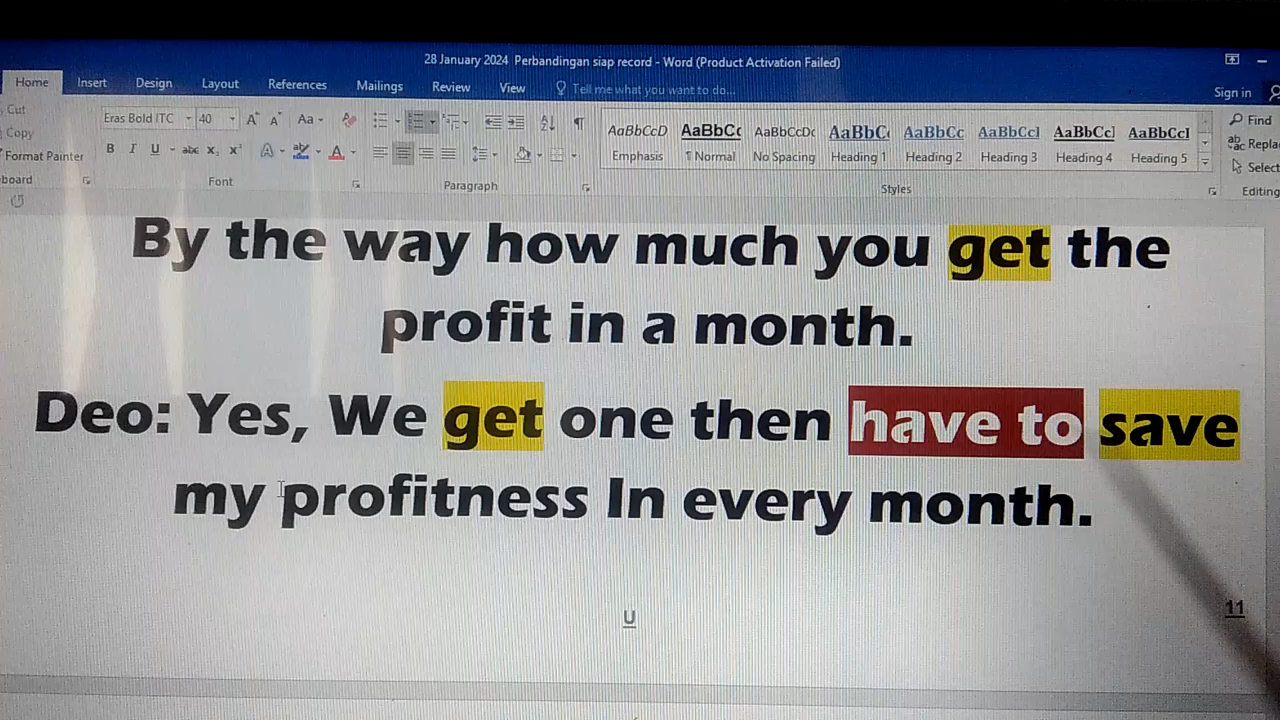 28 January 2024 Perbandingan siap record - Word (Product Activation Failed)
Home Insert Design Layout References Mailings Review View Tell me what you want to do... Sign in
Cut
Copy
Format Painter
board
Eras Bold ITC 40
Font
Paragraph
AaBbCcD AaBbCc AaBbCcDc AaBbC AaBbCc AaBbCcI AaBbCcI AaBbCcI
Emphasis ¶ Normal No Spacing Heading 1 Heading 2 Heading 3 Heading 4 Heading 5
Styles
Find
Repla
Select
Editing
By the way how much you get the
profit in a month.
Deo: Yes, We get one then have to save
my profitness In every month.
U
11